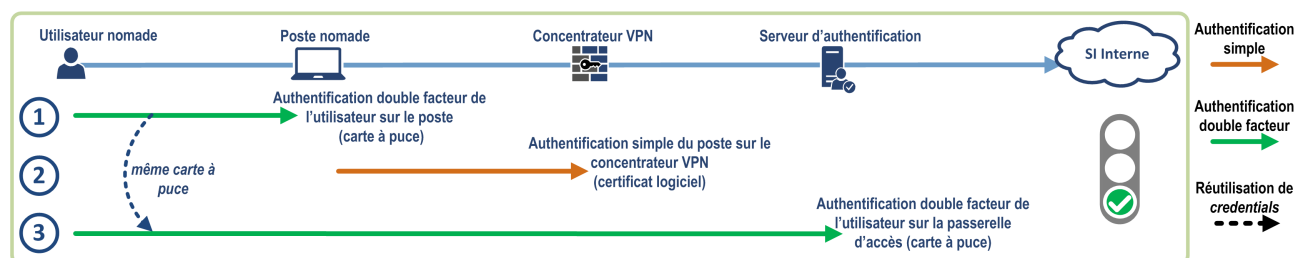 Utilisateur nomade
Poste nomade
Concentrateur VPN
Serveur d'authentification
SI Interne
1
Authentification double facteur de
l'utilisateur sur le poste
(carte à puce)
même carte à
puce
2
Authentification simple du poste sur le
concentrateur VPN
(certificat logiciel)
3
Authentification double facteur de
l'utilisateur sur la passerelle
d'accès (carte à puce)
Authentification
simple
Authentification
double facteur
Réutilisation de
credentials